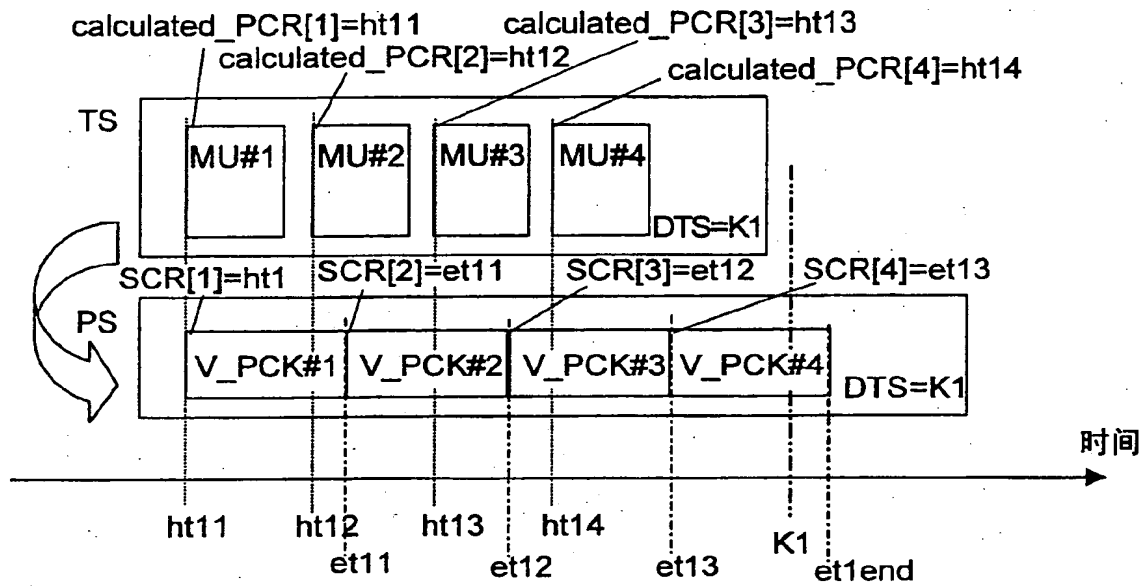 calculated_PCR[1]=ht11
calculated_PCR[3]=ht13
calculated_PCR[2]=ht12
calculated_PCR[4]=ht14
TS
MU#1
MU#2
MU#3
MU#4
DTS=K1
SCR[1]=ht1
SCR[2]=et11
SCR[3]=et12
SCR[4]=et13
PS
V_PCK#1
V_PCK#2
V_PCK#3
V_PCK#4
DTS=K1
时间
ht11
ht12
ht13
ht14
K1
et11
et12
et13
et1end